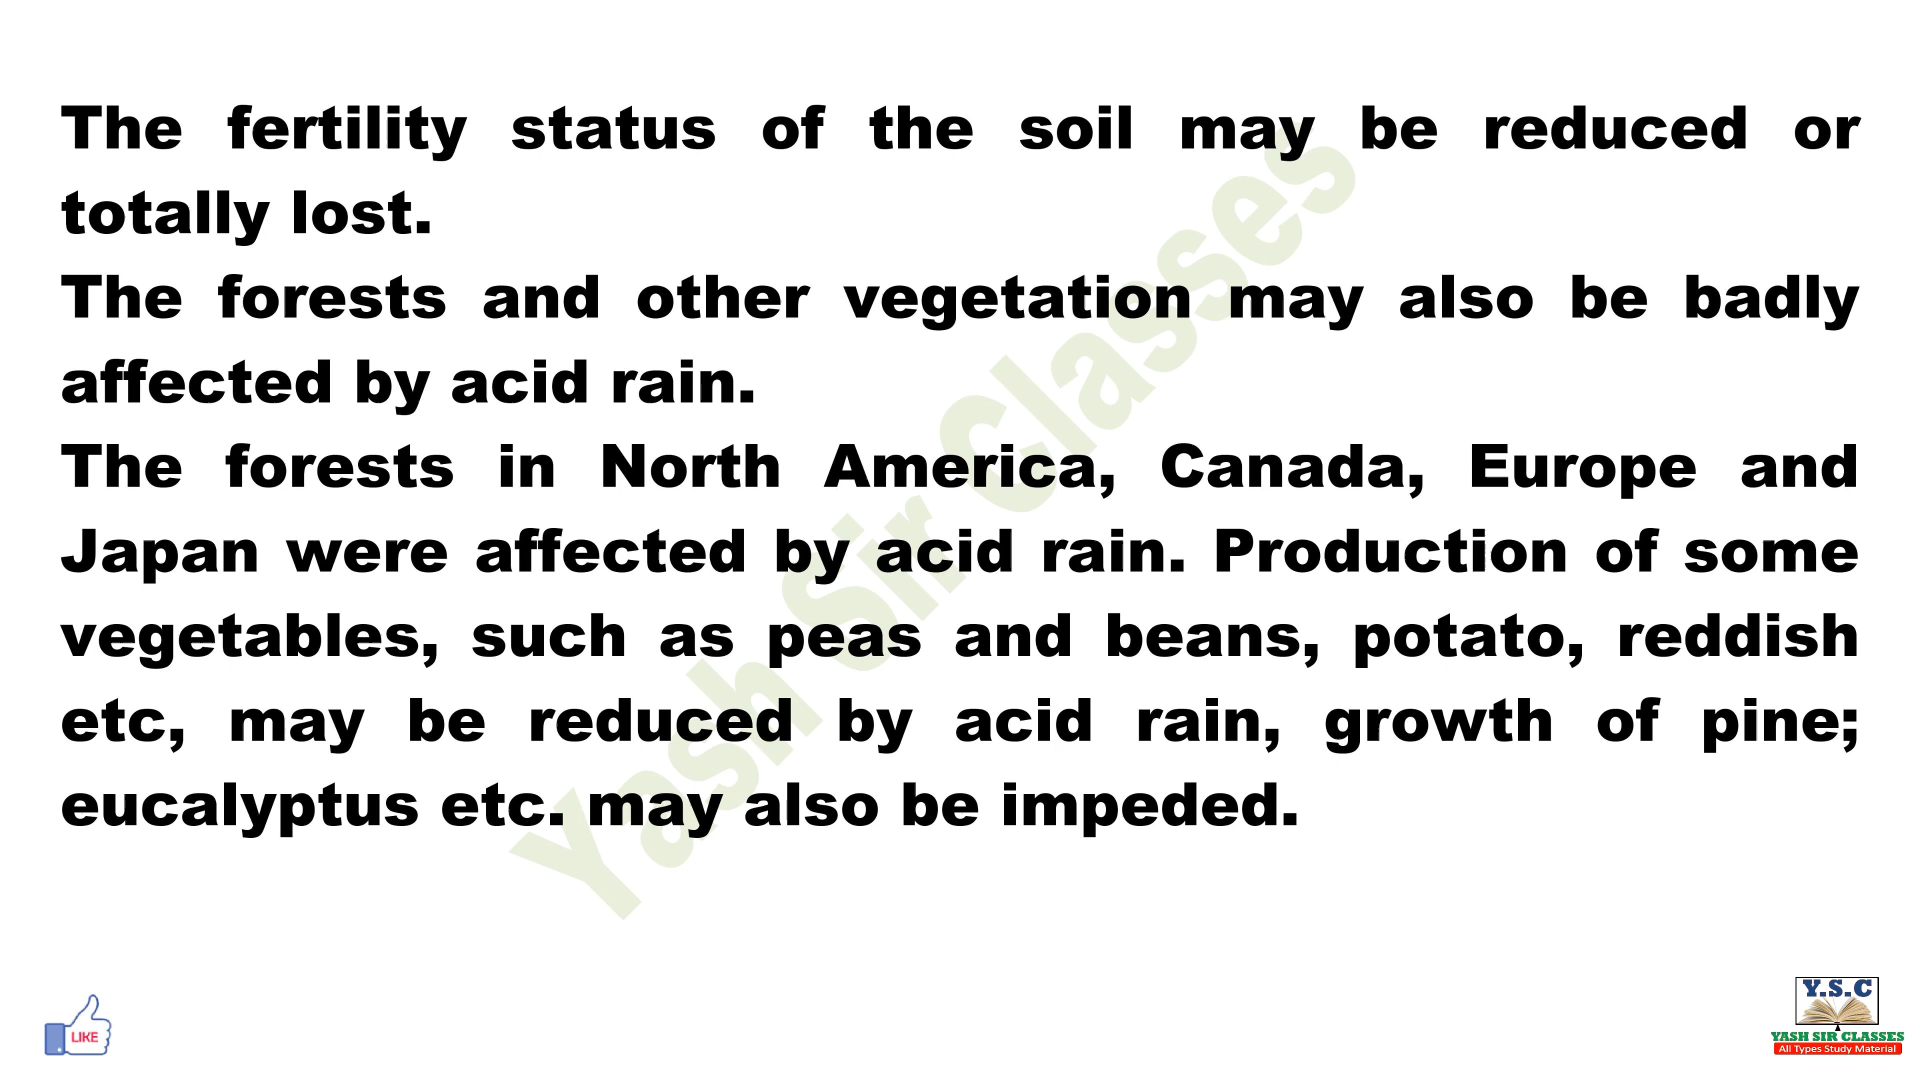 The fertility status of the soil may be reduced or
totally lost.
The forests and other vegetation may also be badly
affected by acid rain.
The forests in North America, Canada, Europe and
Japan were affected by acid rain. Production of some
vegetables, such as peas and beans, potato, reddish
etc, may be reduced by acid rain, growth of pine;
eucalyptus etc. may also be impeded.
Yash Sir Classes
LIKE
Y.S.C
YASH SIR CLASSES
All Types Study Material